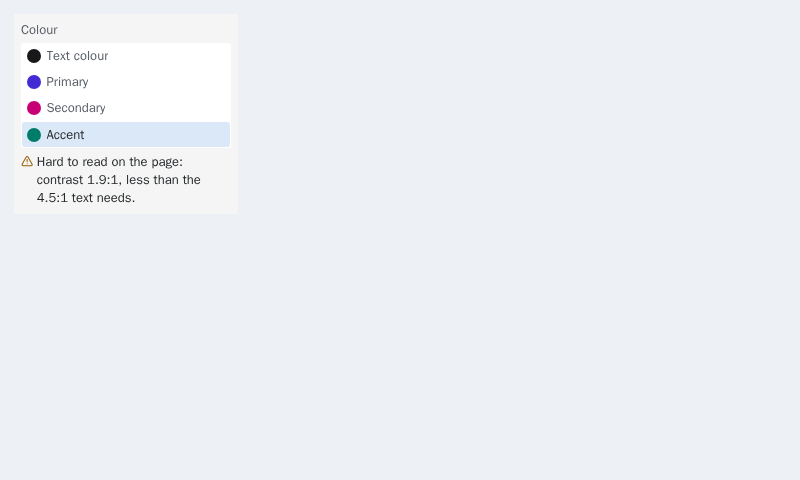 Colour
Text colour
Primary
Secondary
Accent
Hard to read on the page:
contrast 1.9:1, less than the
4.5:1 text needs.